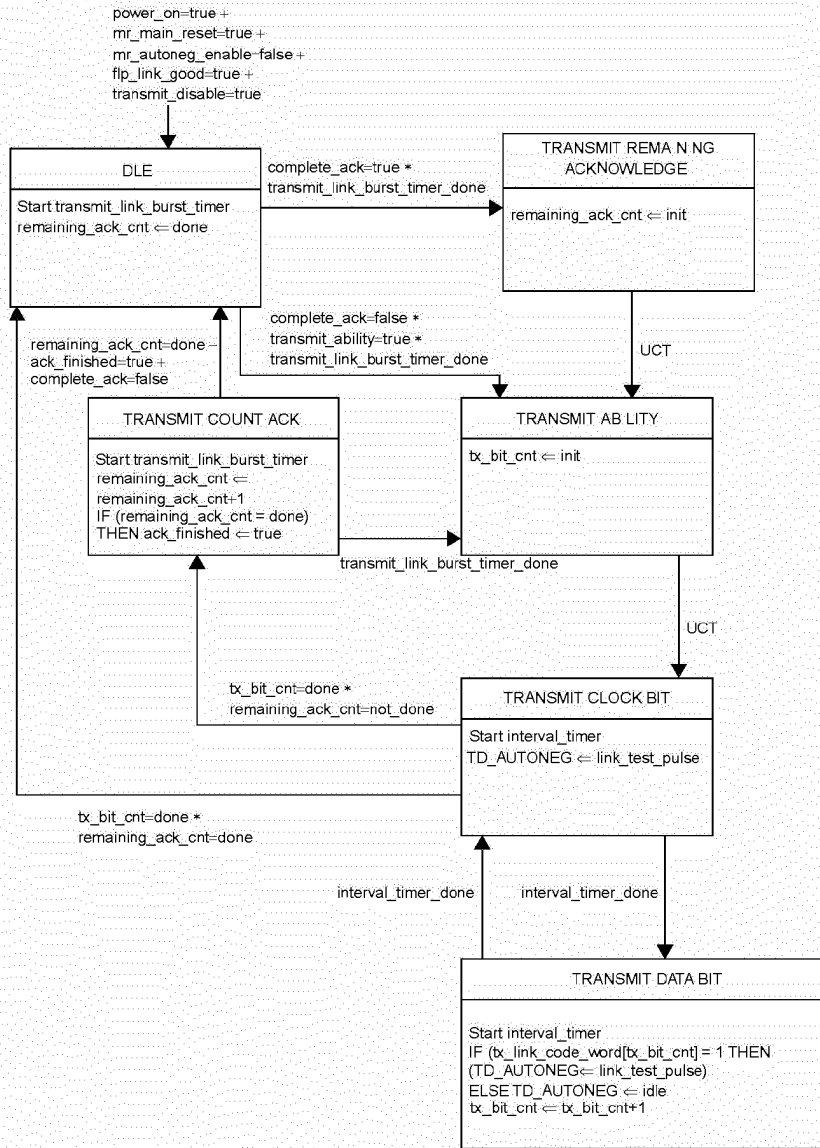 power_on=true +
mr_main_reset=true +
mr_autoneg_enable=false +
flp_link_good=true +
transmit_disable=true
DLE
Start transmit_link_burst_timer
remaining_ack_cnt ⇐ done
complete_ack=true *
transmit_link_burst_timer_done
TRANSMIT REMA N NG
ACKNOWLEDGE
remaining_ack_cnt ⇐ init
UCT
complete_ack=false *
transmit_ability=true *
transmit_link_burst_timer_done
remaining_ack_cnt=done –
ack_finished=true +
complete_ack=false
TRANSMIT COUNT ACK
Start transmit_link_burst_timer
remaining_ack_cnt ⇐
remaining_ack_cnt+1
IF (remaining_ack_cnt = done)
THEN ack_finished ⇐ true
TRANSMIT AB LITY
tx_bit_cnt ⇐ init
transmit_link_burst_timer_done
UCT
tx_bit_cnt=done *
remaining_ack_cnt=not_done
TRANSMIT CLOCK BIT
Start interval_timer
TD_AUTONEG ⇐ link_test_pulse
tx_bit_cnt=done *
remaining_ack_cnt=done
interval_timer_done
interval_timer_done
TRANSMIT DATA BIT
Start interval_timer
IF (tx_link_code_word[tx_bit_cnt] = 1 THEN
(TD_AUTONEG⇐ link_test_pulse)
ELSE TD_AUTONEG ⇐ idle
tx_bit_cnt ⇐ tx_bit_cnt+1